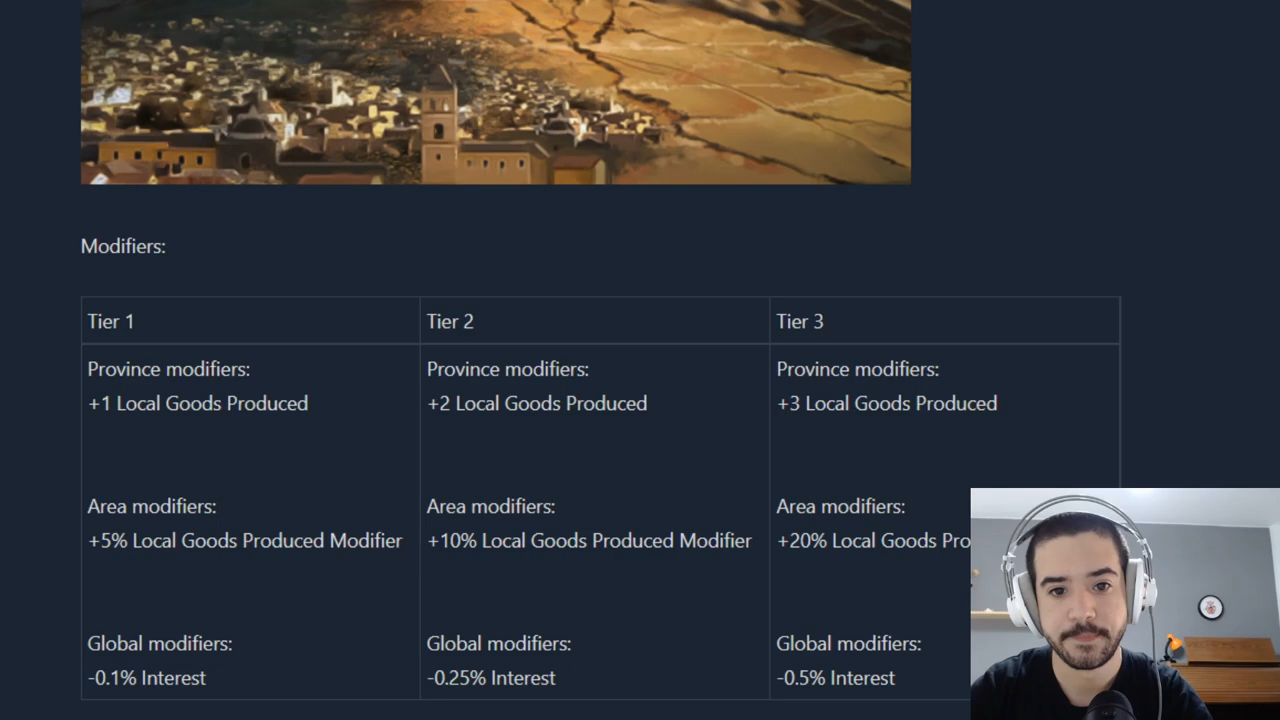 Modifiers:
Tier 1
Tier 2
Tier 3
Province modifiers:
+1 Local Goods Produced
Area modifiers:
+5% Local Goods Produced Modifier
Global modifiers:
-0.1% Interest
Province modifiers:
+2 Local Goods Produced
Area modifiers:
+10% Local Goods Produced Modifier
Global modifiers:
-0.25% Interest
Province modifiers:
+3 Local Goods Produced
Area modifiers:
+20% Local Goods
Global modifiers:
-0.5% Interest